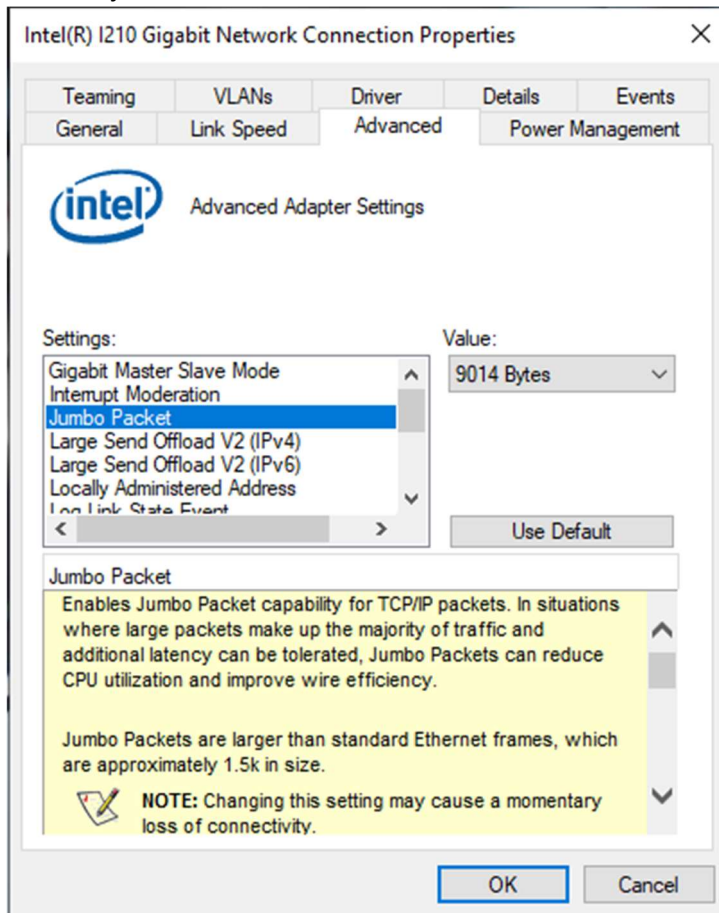 Intel(R) I210 Gigabit Network Connection Properties
Teaming VLANs Driver Details Events
General Link Speed Advanced Power Management
intel Advanced Adapter Settings
Settings: Value:
Gigabit Master Slave Mode 9014 Bytes
Interrupt Moderation
Jumbo Packet
Large Send Offload V2 (IPv4)
Large Send Offload V2 (IPv6)
Locally Administered Address
Log Link State Event
Use Default
Jumbo Packet
Enables Jumbo Packet capability for TCP/IP packets. In situations
where large packets make up the majority of traffic and
additional latency can be tolerated, Jumbo Packets can reduce
CPU utilization and improve wire efficiency.
Jumbo Packets are larger than standard Ethernet frames, which
are approximately 1.5k in size.
NOTE: Changing this setting may cause a momentary
loss of connectivity.
OK Cancel